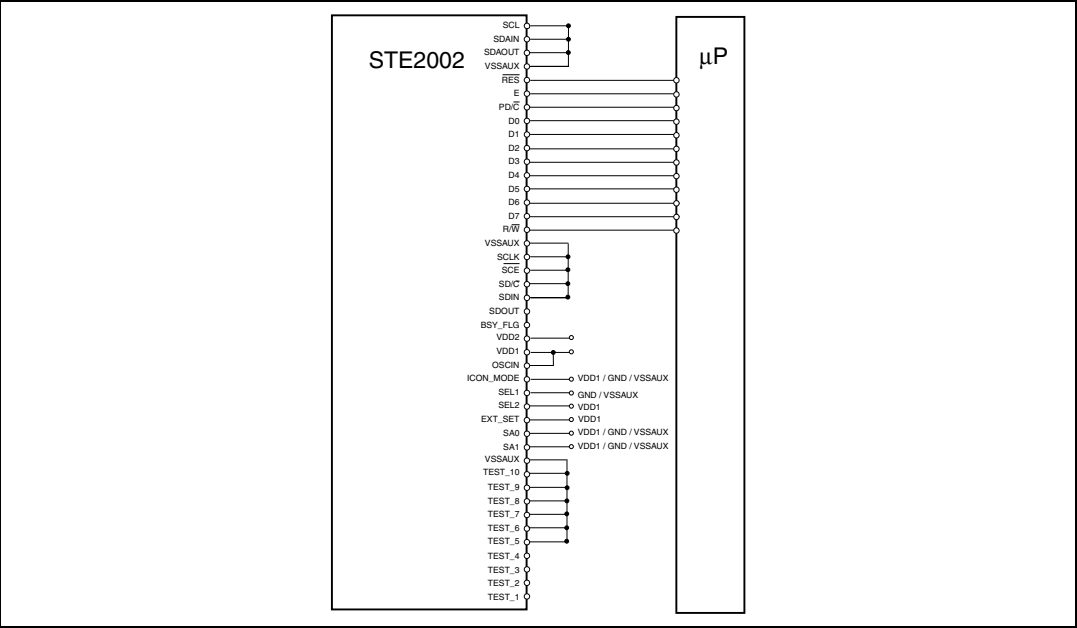 STE2002
μP
SCL
SDAIN
SDAOUT
VSSAUX
R̅E̅S̅
E
PD/C̅
D0
D1
D2
D3
D4
D5
D6
D7
R/W̅
VSSAUX
SCLK
S̅C̅E̅
SD/C̅
SDIN
SDOUT
BSY_FLG
VDD2
VDD1
OSCIN
ICON_MODE VDD1 / GND / VSSAUX
SEL1 GND / VSSAUX
SEL2 VDD1
EXT_SET VDD1
SA0 VDD1 / GND / VSSAUX
SA1 VDD1 / GND / VSSAUX
VSSAUX
TEST_10
TEST_9
TEST_8
TEST_7
TEST_6
TEST_5
TEST_4
TEST_3
TEST_2
TEST_1